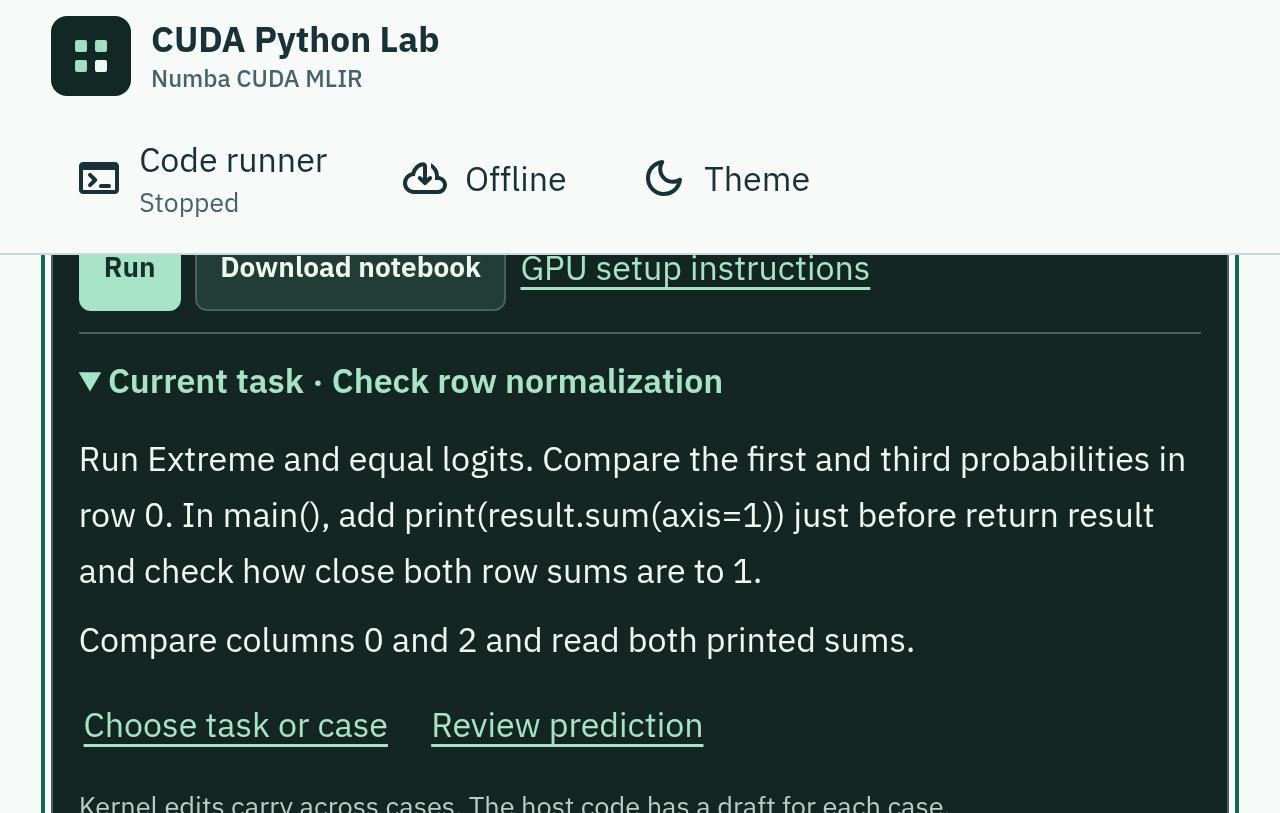 CUDA Python Lab
Numba CUDA MLIR
Code runner
Stopped
Offline
Theme
Run
Download notebook
GPU setup instructions
▼ Current task · Check row normalization
Run Extreme and equal logits. Compare the first and third probabilities in
row 0. In main(), add print(result.sum(axis=1)) just before return result
and check how close both row sums are to 1.
Compare columns 0 and 2 and read both printed sums.
Choose task or case
Review prediction
Kernel edits carry across cases. The host code has a draft for each case.